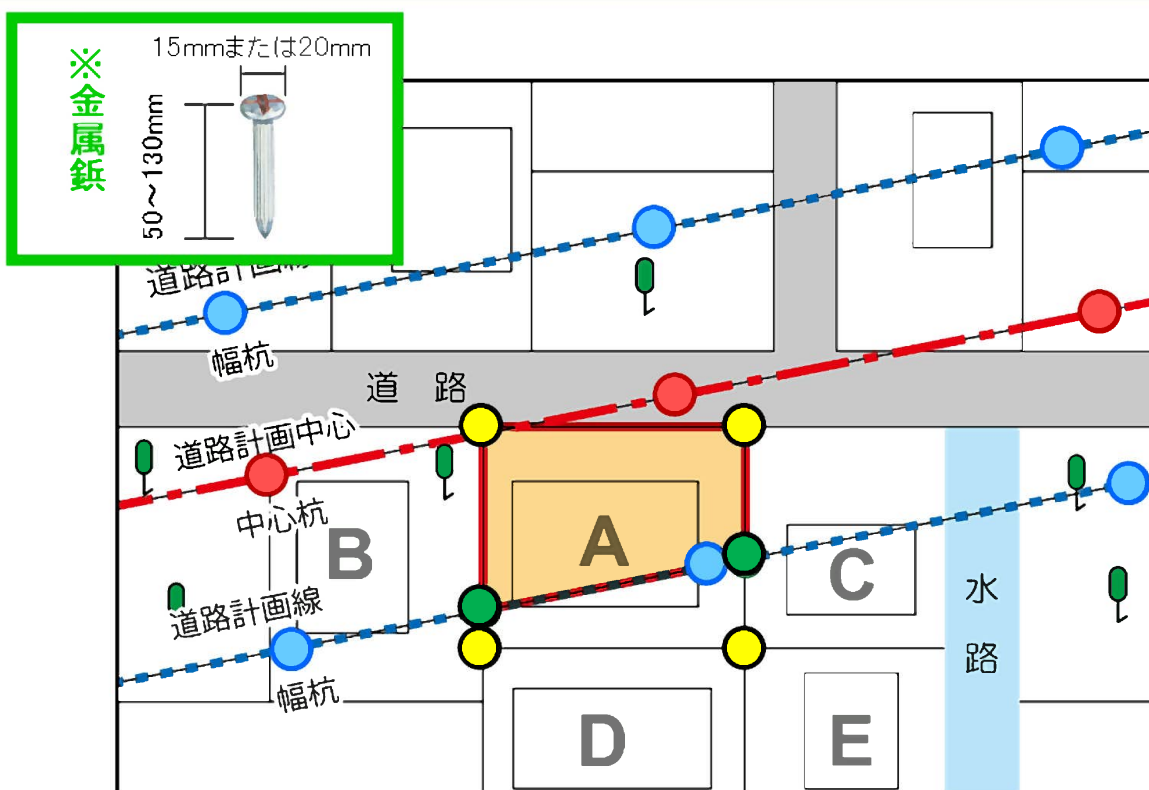 15mmまたは20mm
※金属鋲
50〜130mm
道路計画線
幅杭
道 路
道路計画中心
中心杭
B
A
C
道路計画線
水路
幅杭
D
E